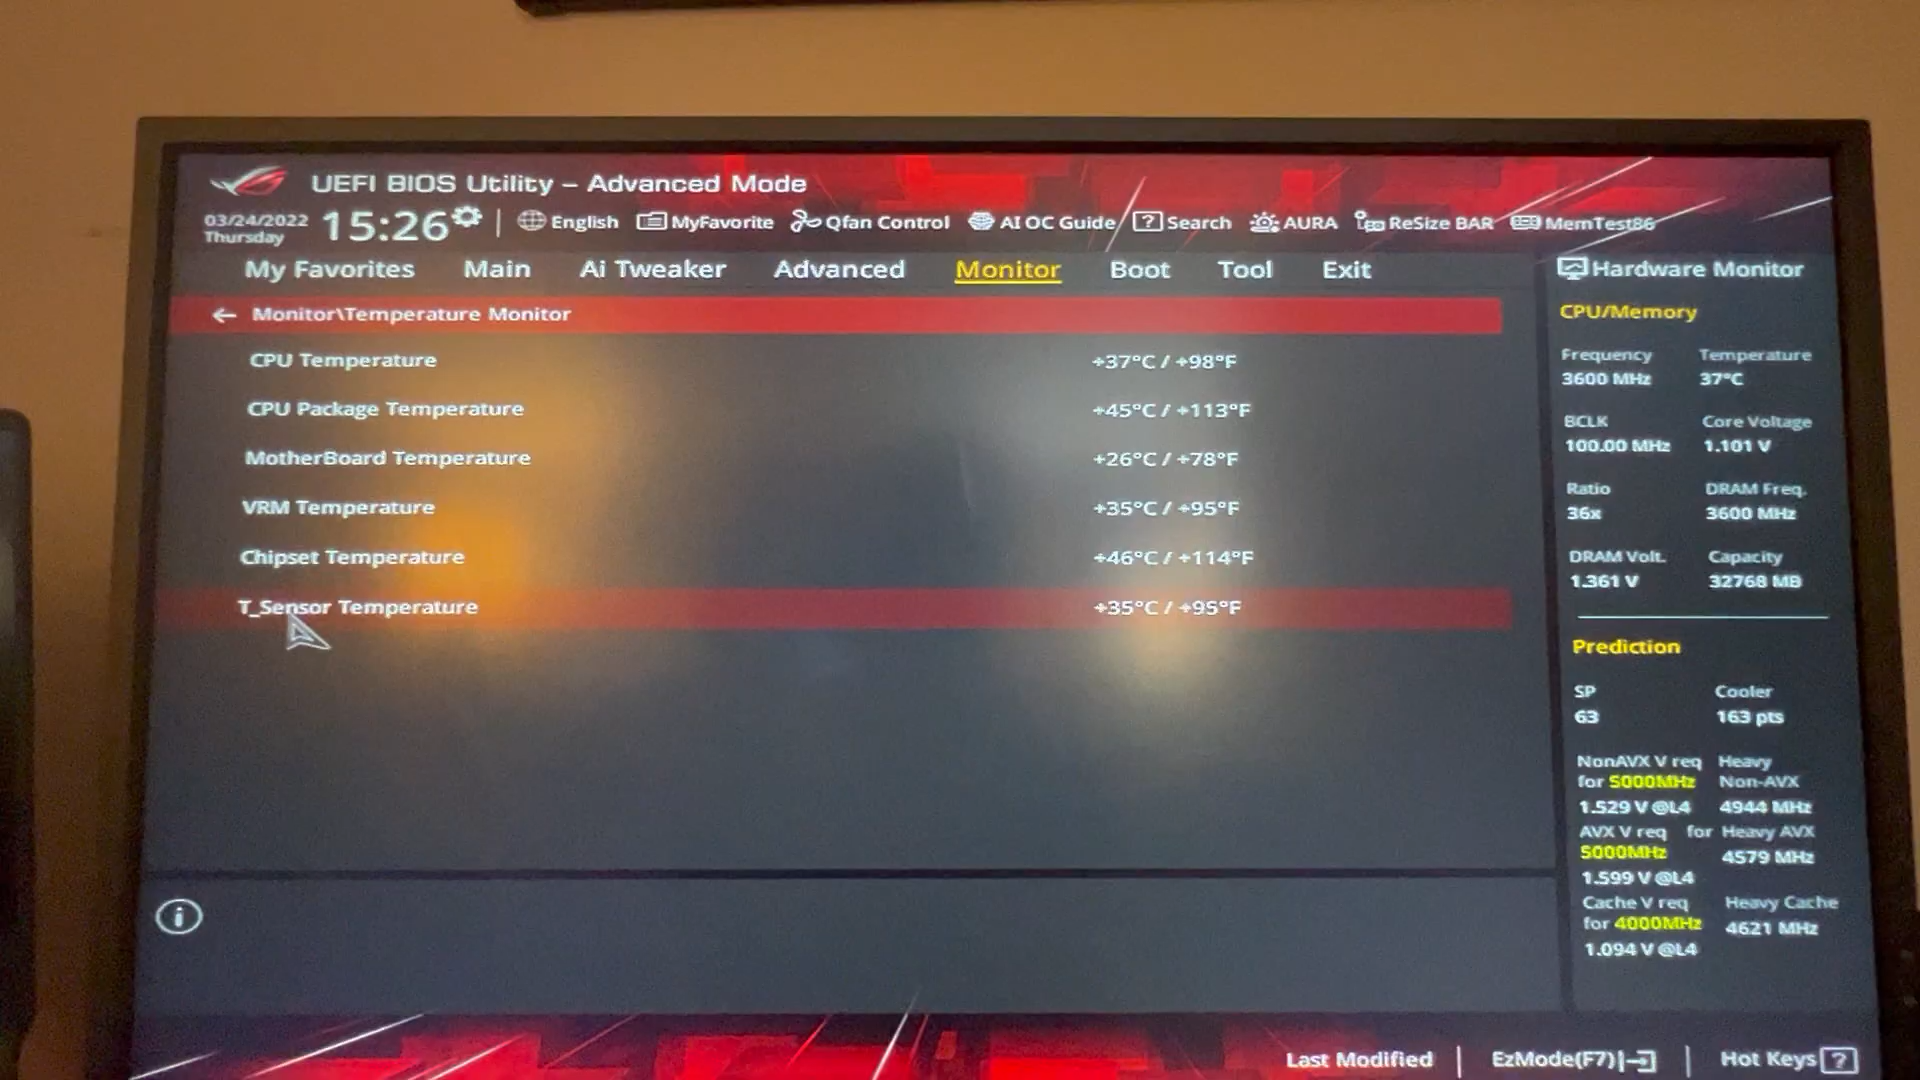 UEFI BIOS Utility – Advanced Mode
03/24/2022
Thursday
15:26
English
MyFavorite
Qfan Control
AI OC Guide
? Search
AURA
ReSize BAR
MemTest86
My Favorites
Main
Ai Tweaker
Advanced
Monitor
Boot
Tool
Exit
← Monitor\Temperature Monitor
CPU Temperature +37°C / +98°F
CPU Package Temperature +45°C / +113°F
MotherBoard Temperature +26°C / +78°F
VRM Temperature +35°C / +95°F
Chipset Temperature +46°C / +114°F
T_Sensor Temperature +35°C / +95°F
Hardware Monitor
CPU/Memory
Frequency Temperature
3600 MHz 37°C
BCLK Core Voltage
100.00 MHz 1.101 V
Ratio DRAM Freq.
36x 3600 MHz
DRAM Volt. Capacity
1.361 V 32768 MB
Prediction
SP Cooler
63 163 pts
NonAVX V req Heavy
for 5000MHz Non-AVX
1.529 V @L4 4944 MHz
AVX V req for Heavy AVX
5000MHz 4579 MHz
1.599 V @L4
Cache V req Heavy Cache
for 4000MHz 4621 MHz
1.094 V @L4
i
Last Modified
EzMode(F7)
Hot Keys ?